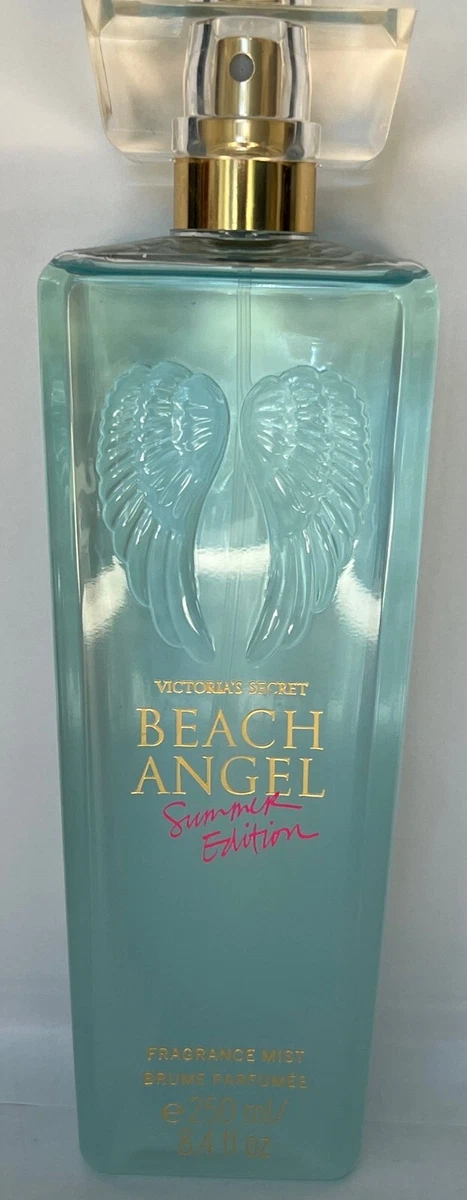 VICTORIA'S SECRET
BEACH
ANGEL
Summer
Edition
FRAGRANCE MIST
BRUME PARFUMÉE
e 250 ml/
8.4 fl oz